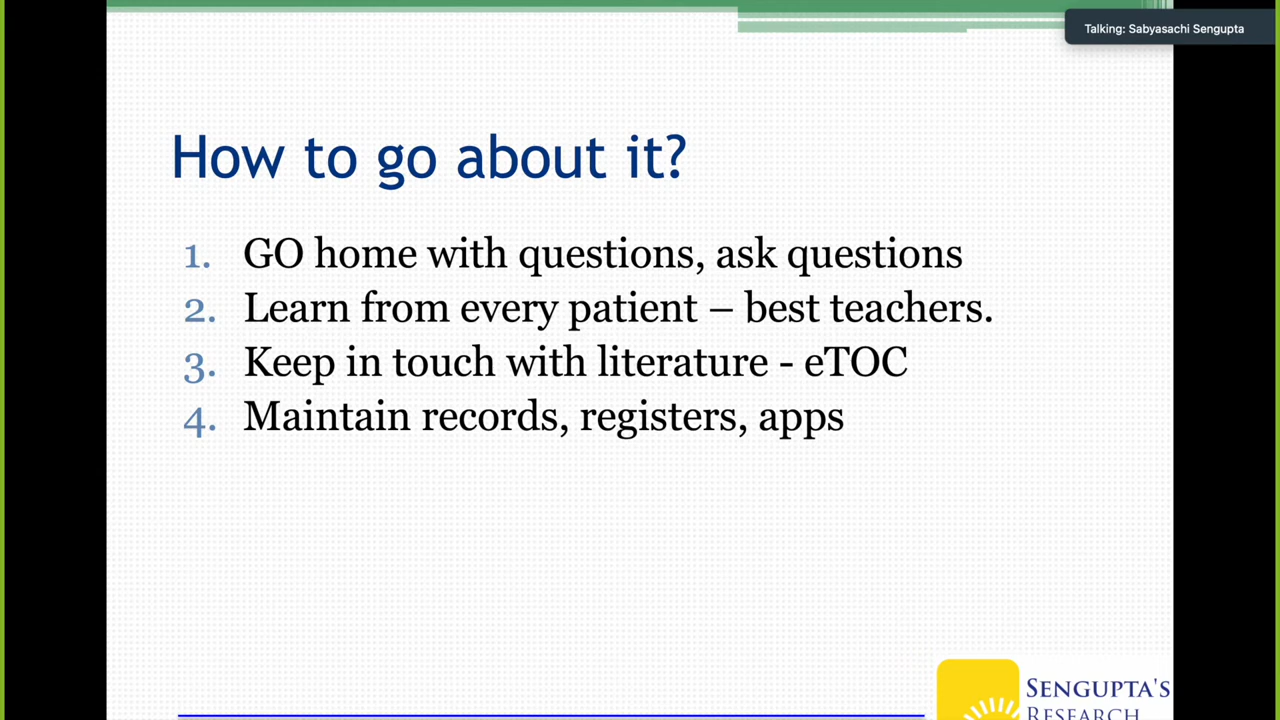 Talking: Sabyasachi Sengupta
How to go about it?
1. GO home with questions, ask questions
2. Learn from every patient – best teachers.
3. Keep in touch with literature - eTOC
4. Maintain records, registers, apps
SENGUPTA'S
RESEARCH